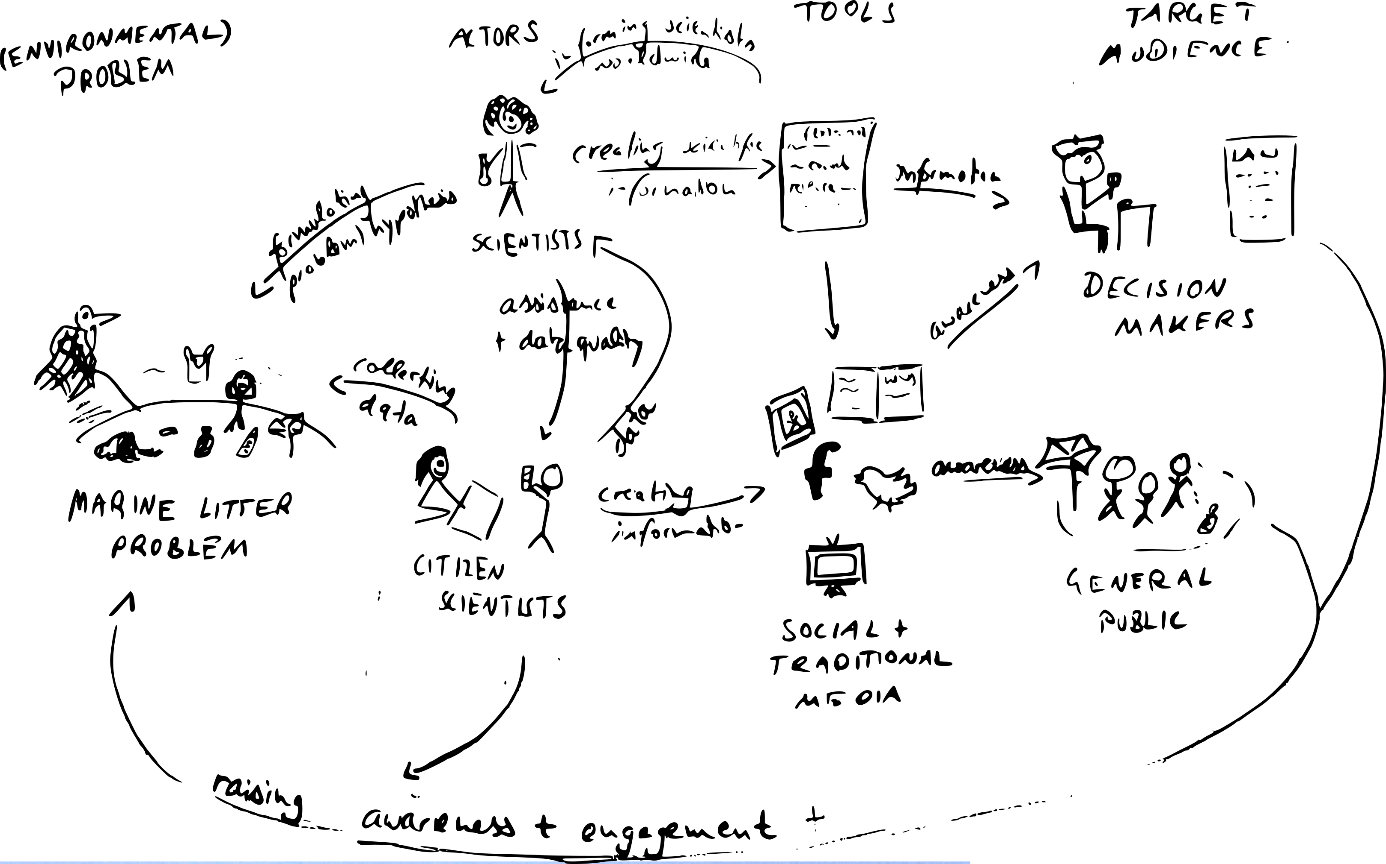 (ENVIRONMENTAL)
PROBLEM
ACTORS
TOOLS
TARGET
AUDIENCE
informing scientists
worldwide
creating scientific
information
information
LAW
formulating
problem/hypothesis
SCIENTISTS
DECISION
MAKERS
assistance
+ data quality
awareness
collecting
data
data
MARINE LITTER
PROBLEM
creating
information
awareness
f
CITIZEN
SCIENTISTS
GENERAL
PUBLIC
SOCIAL +
TRADITIONAL
MEDIA
raising
awareness + engagement +